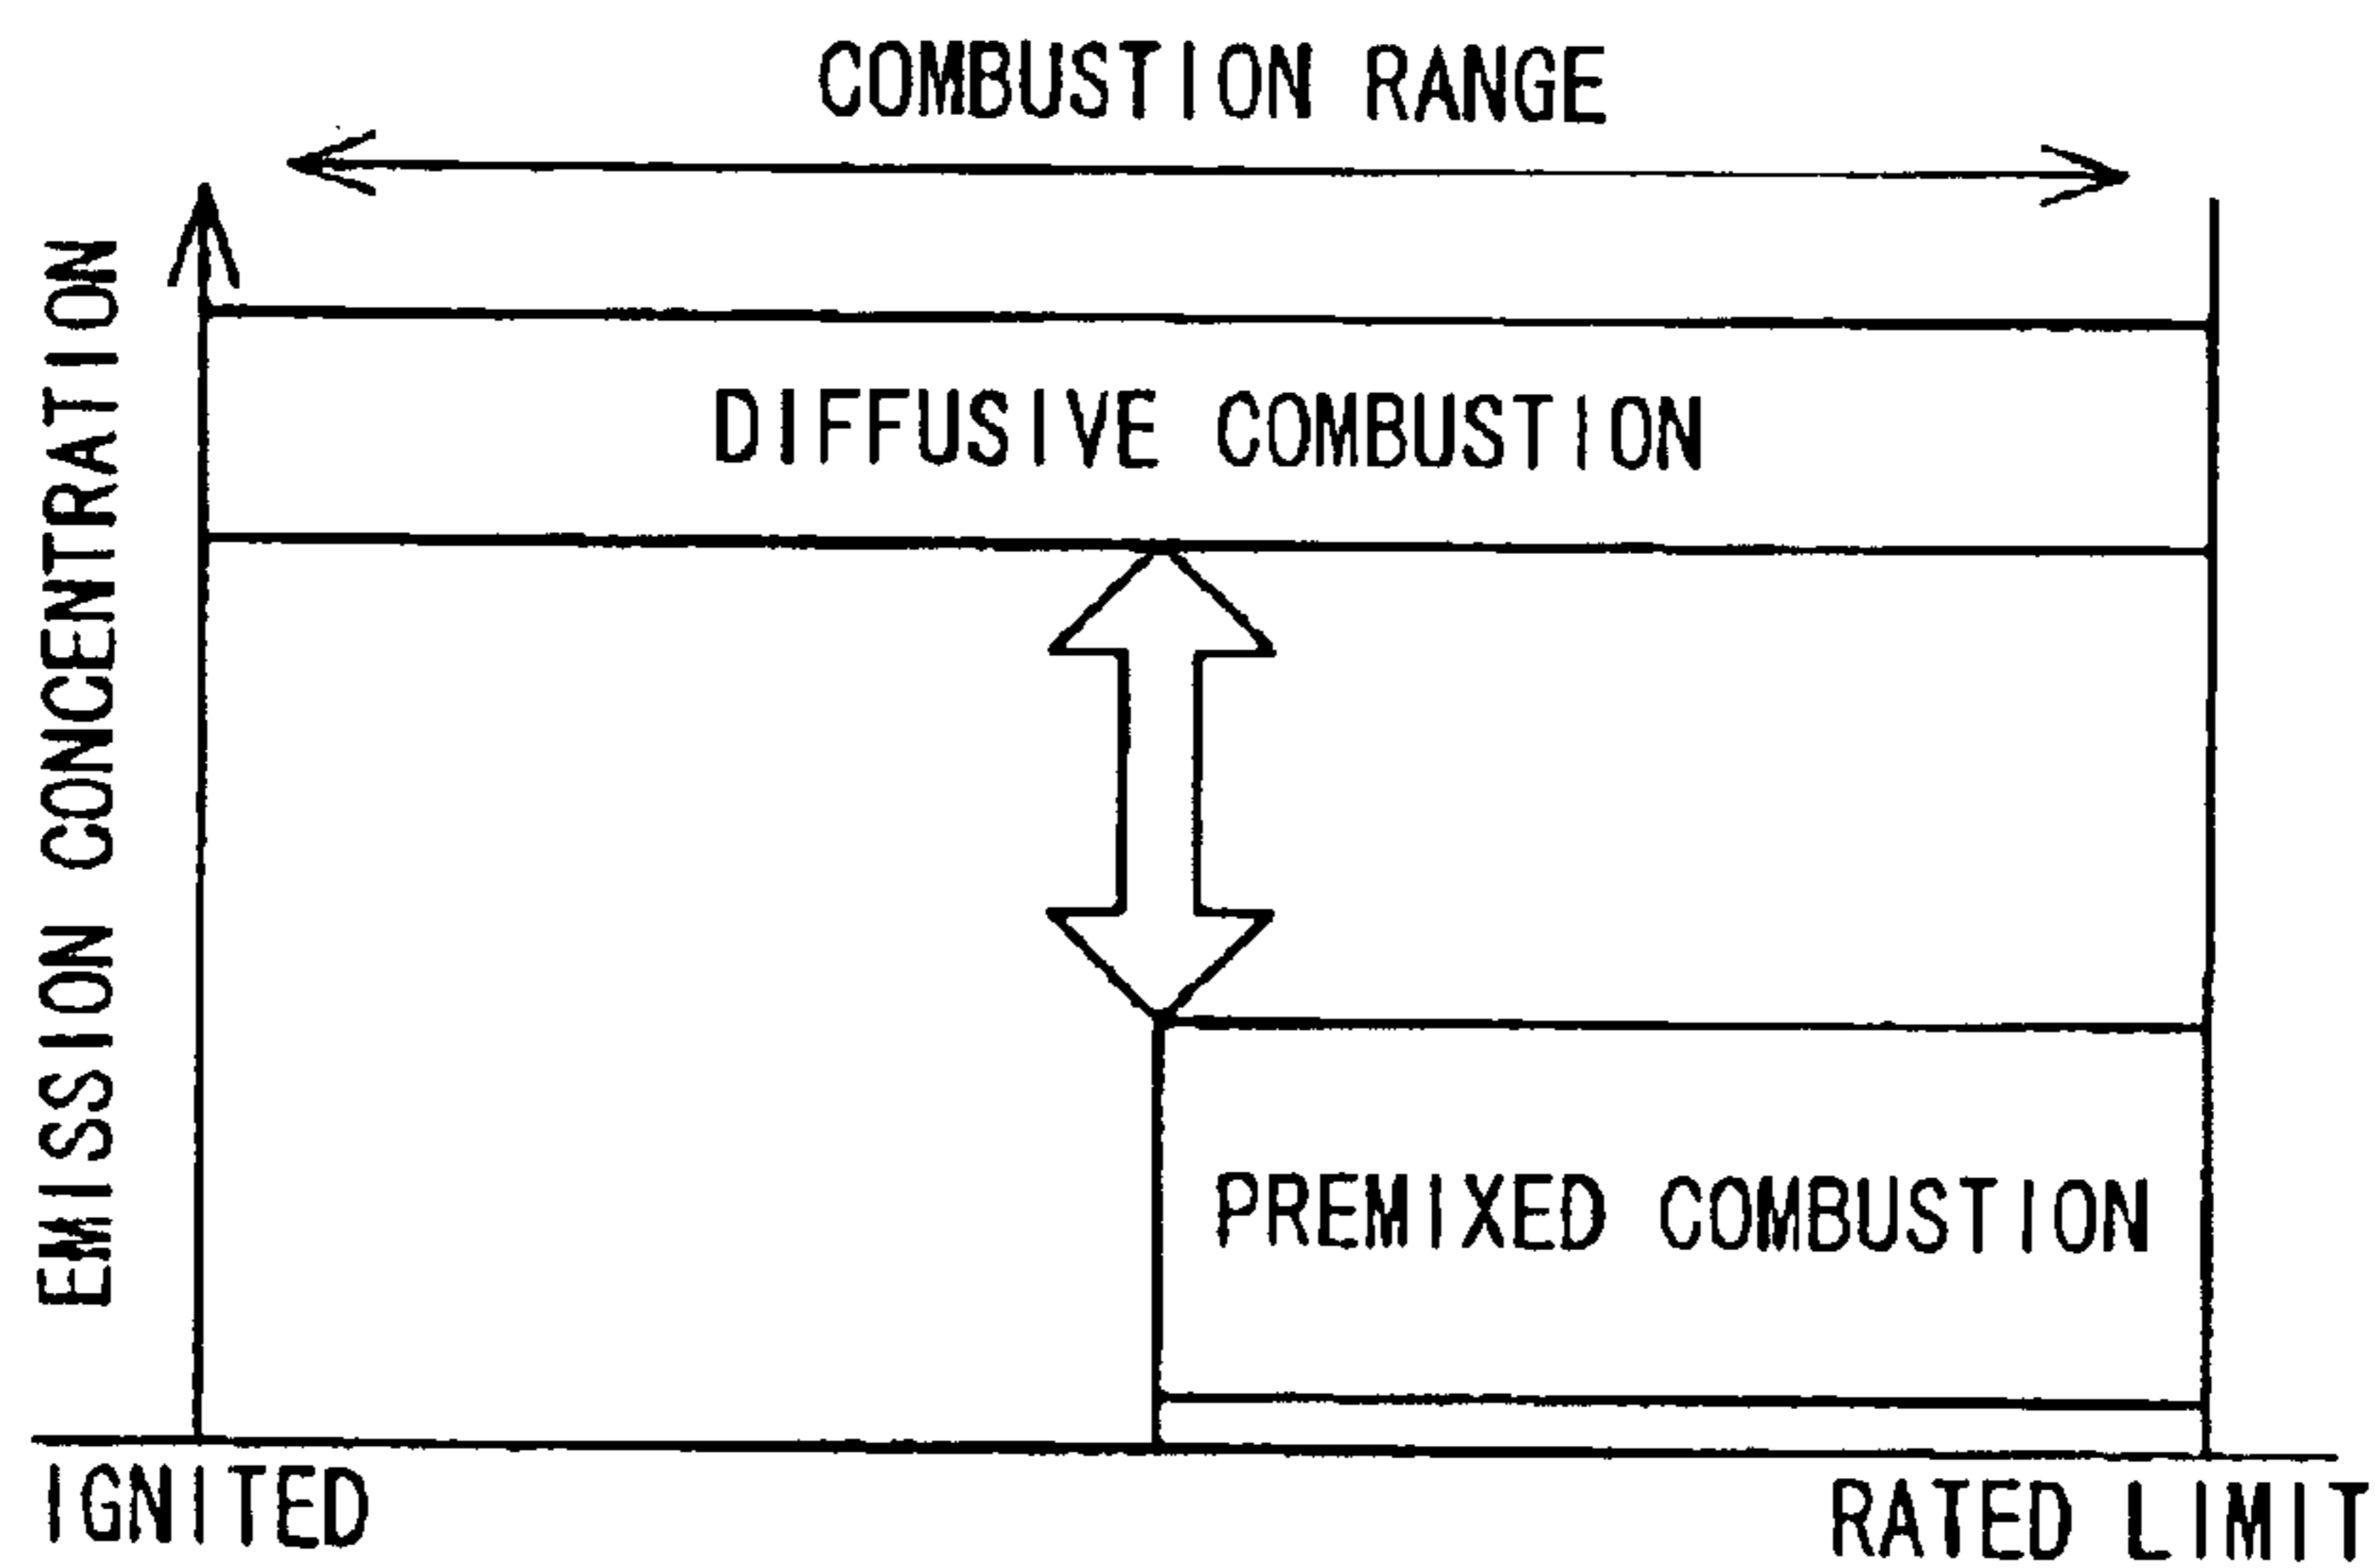 COMBUSTION RANGE
EMISSION CONCENTRATION
DIFFUSIVE COMBUSTION
PREMIXED COMBUSTION
IGNITED
RATED LIMIT